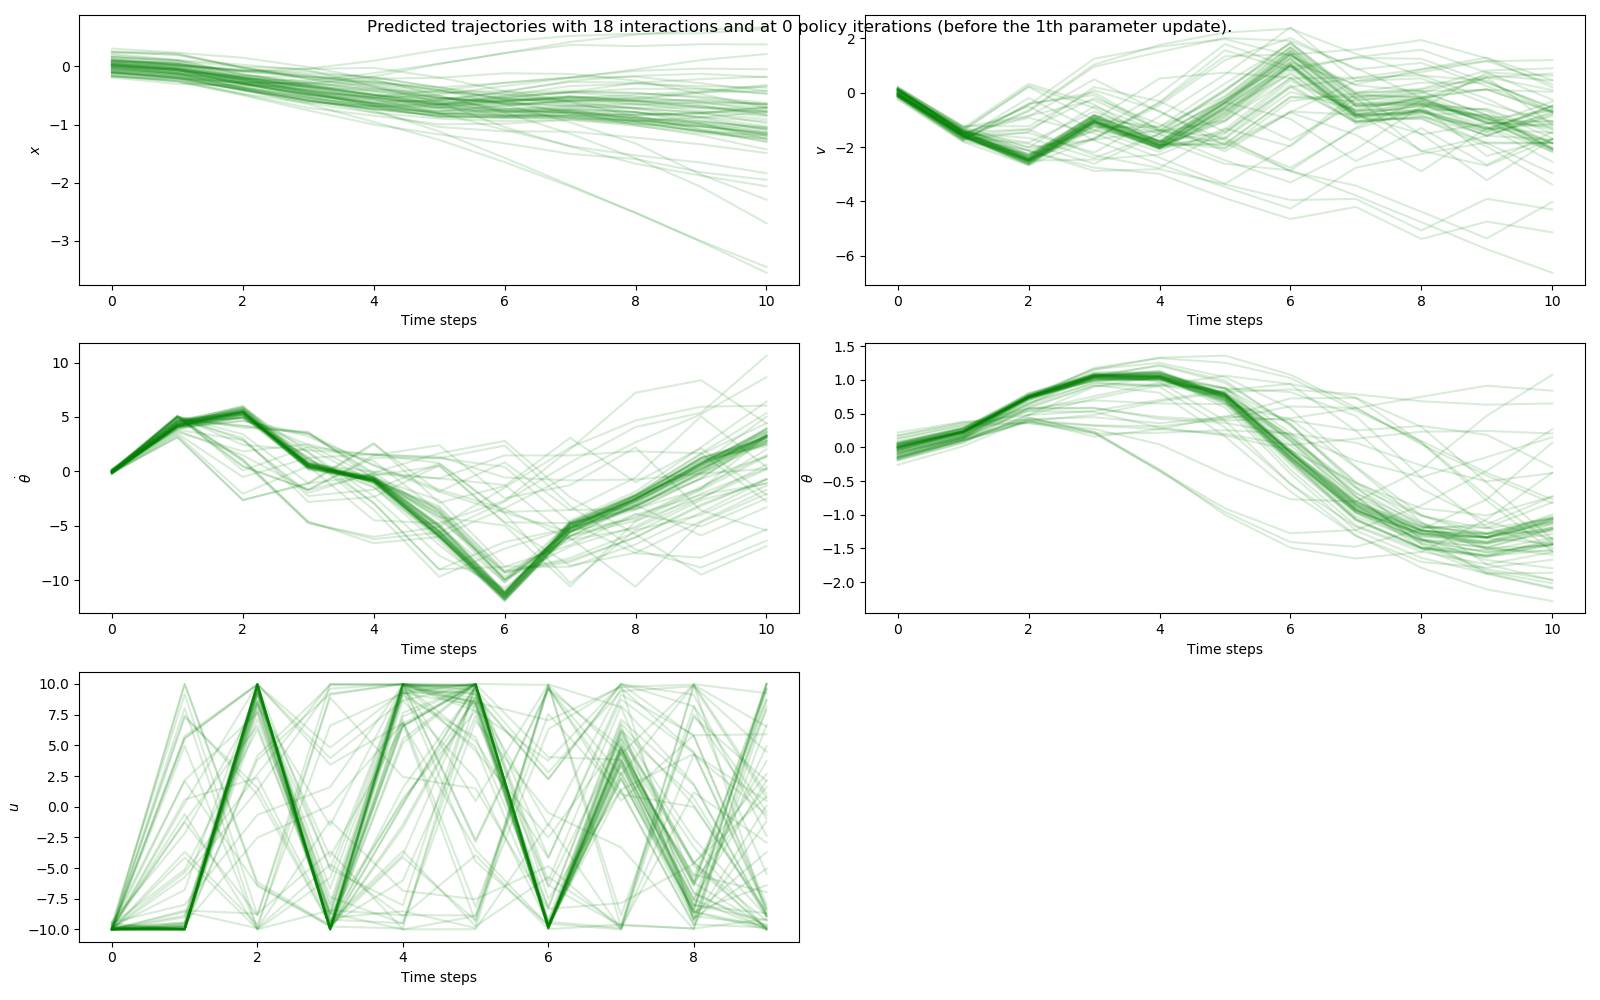 Predicted trajectories with 18 interactions and at 0 policy iterations (before the 1th parameter update).
0
−1
−2
−3
x
0 2 4 6 8 10
Time steps
2
0
−2
−4
−6
v
0 2 4 6 8 10
Time steps
10
5
0
−5
−10
θ̇
0 2 4 6 8 10
Time steps
1.5
1.0
0.5
0.0
−0.5
−1.0
−1.5
−2.0
θ
0 2 4 6 8 10
Time steps
10.0
7.5
5.0
2.5
0.0
−2.5
−5.0
−7.5
−10.0
u
0 2 4 6 8
Time steps